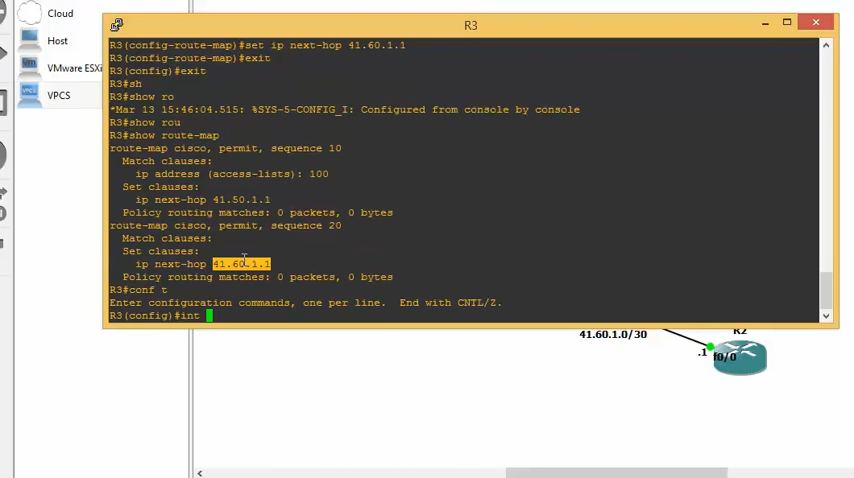 Cloud
Host
VMware ESXi
VPCS
R3
R3(config-route-map)#set ip next-hop 41.60.1.1
R3(config-route-map)#exit
R3(config)#exit
R3#sh
R3#show ro
*Mar 13 15:46:04.515: %SYS-5-CONFIG_I: Configured from console by console
R3#show rou
R3#show route-map
route-map cisco, permit, sequence 10
Match clauses:
ip address (access-lists): 100
Set clauses:
ip next-hop 41.50.1.1
Policy routing matches: 0 packets, 0 bytes
route-map cisco, permit, sequence 20
Match clauses:
Set clauses:
ip next-hop 41.60.1.1
Policy routing matches: 0 packets, 0 bytes
R3#conf t
Enter configuration commands, one per line.  End with CNTL/Z.
R3(config)#int
41.60.1.0/30
R2
.1 f0/0